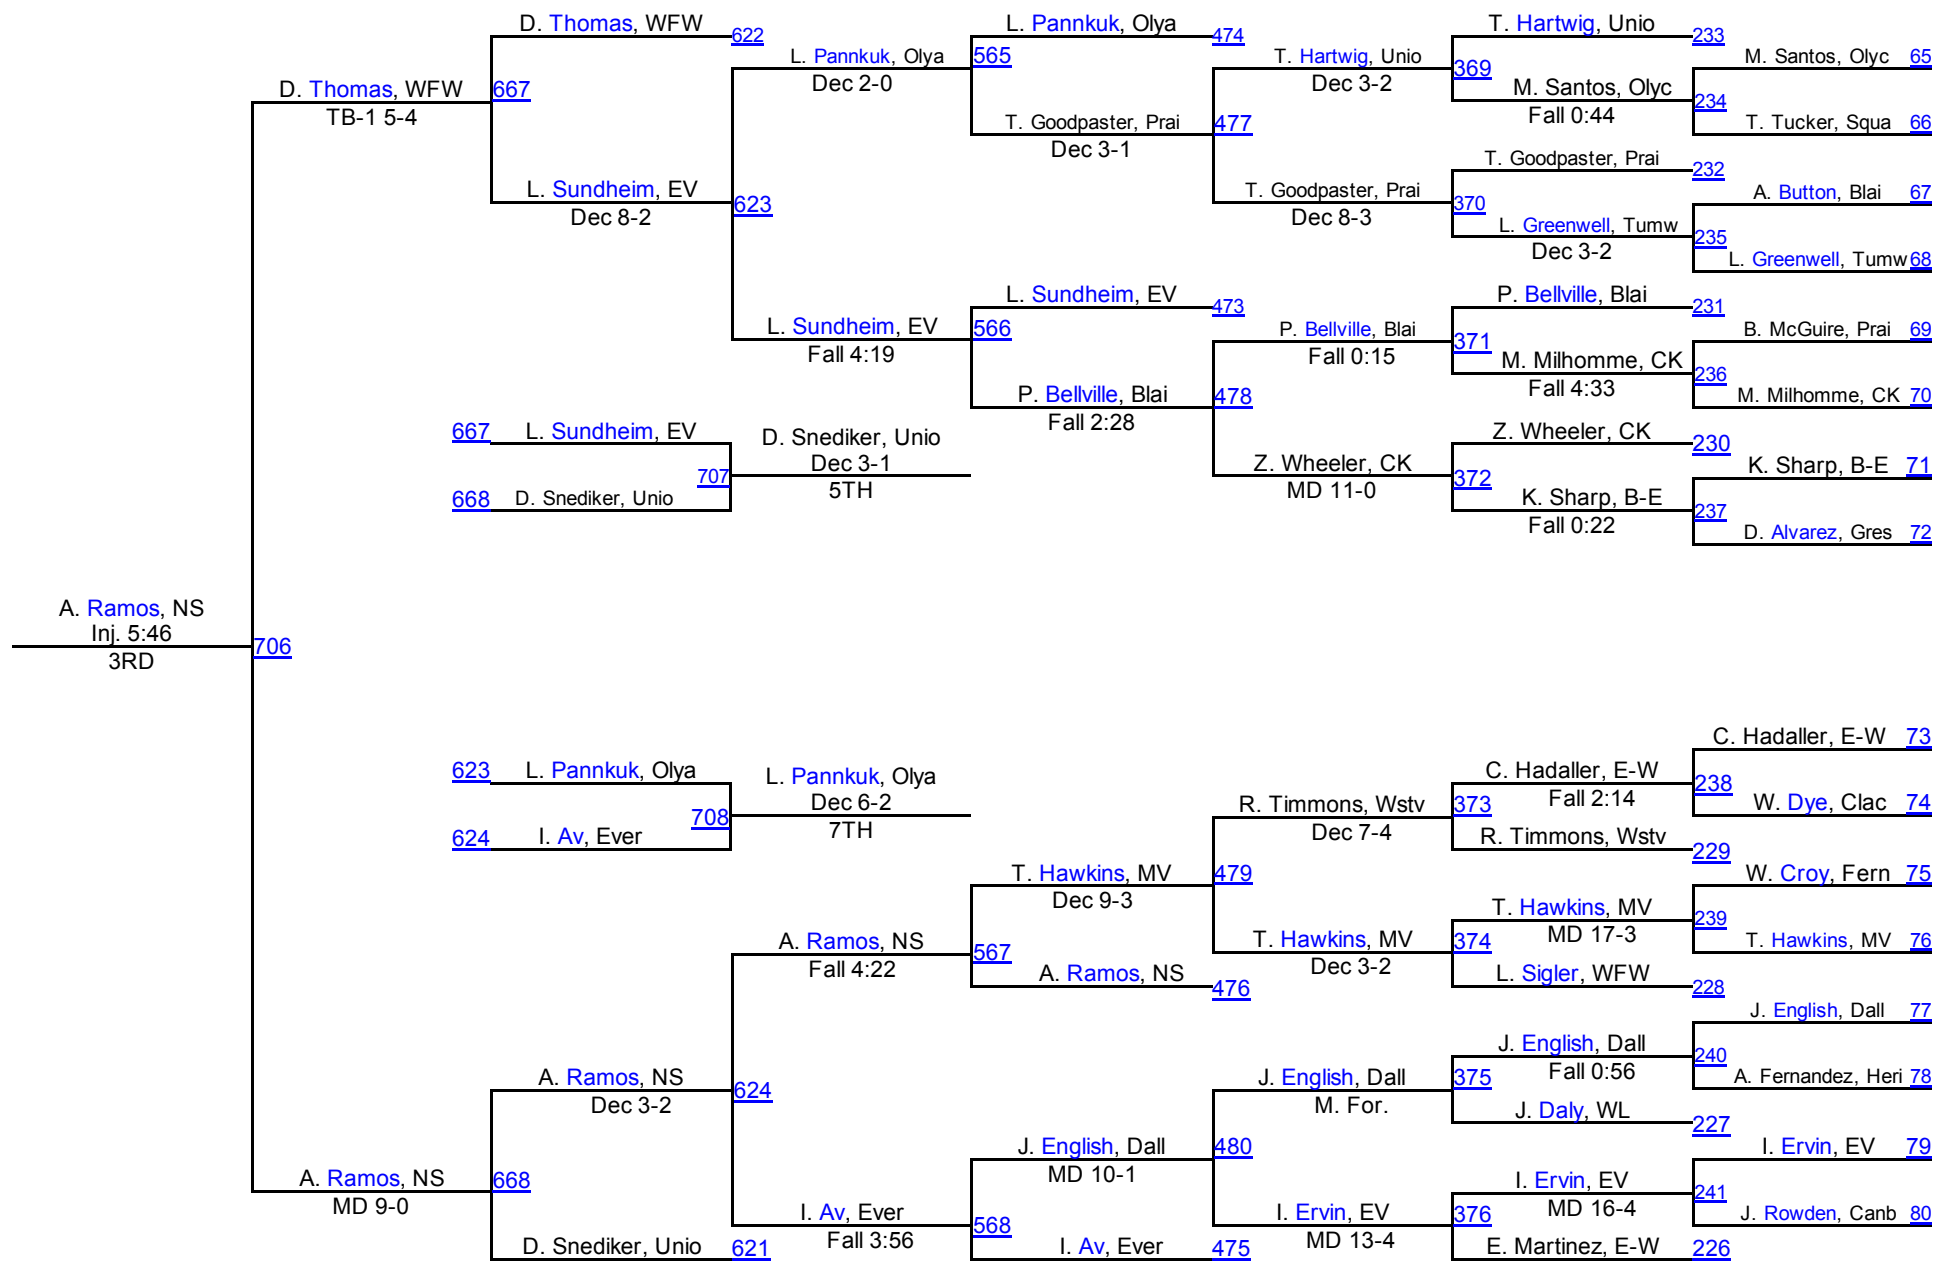 D. Thomas, WFW
622
L. Pannkuk, Olya
474
T. Hartwig, Unio
233
M. Santos, Olyc 65
L. Pannkuk, Olya
Dec 2-0
565
T. Hartwig, Unio
Dec 3-2
369
M. Santos, Olyc
Fall 0:44
234
T. Tucker, Squa 66
D. Thomas, WFW
TB-1 5-4
667
T. Goodpaster, Prai
Dec 3-1
477
T. Goodpaster, Prai
232
A. Button, Blai 67
L. Sundheim, EV
Dec 8-2
623
T. Goodpaster, Prai
Dec 8-3
370
L. Greenwell, Tumw
Dec 3-2
235
L. Greenwell, Tumw 68
L. Sundheim, EV
473
P. Bellville, Blai
231
B. McGuire, Prai 69
L. Sundheim, EV
Fall 4:19
566
P. Bellville, Blai
Fall 0:15
371
M. Milhomme, CK
Fall 4:33
236
M. Milhomme, CK 70
P. Bellville, Blai
Fall 2:28
478
667 L. Sundheim, EV
D. Snediker, Unio
Dec 3-1
5TH
707
668 D. Snediker, Unio
Z. Wheeler, CK
230
K. Sharp, B-E 71
Z. Wheeler, CK
MD 11-0
372
K. Sharp, B-E
Fall 0:22
237
D. Alvarez, Gres 72
A. Ramos, NS
Inj. 5:46
3RD
706
C. Hadaller, E-W 73
623 L. Pannkuk, Olya
L. Pannkuk, Olya
Dec 6-2
7TH
708
624 I. Av, Ever
C. Hadaller, E-W
Fall 2:14
238
W. Dye, Clac 74
R. Timmons, Wstv
Dec 7-4
373
R. Timmons, Wstv
229
W. Croy, Fern 75
T. Hawkins, MV
Dec 9-3
479
T. Hawkins, MV
MD 17-3
239
T. Hawkins, MV 76
A. Ramos, NS
Fall 4:22
567
T. Hawkins, MV
Dec 3-2
374
A. Ramos, NS
476
L. Sigler, WFW
228
J. English, Dall 77
J. English, Dall
Fall 0:56
240
A. Fernandez, Heri 78
A. Ramos, NS
Dec 3-2
624
J. English, Dall
M. For.
375
J. Daly, WL
227
J. English, Dall
MD 10-1
480
I. Ervin, EV 79
A. Ramos, NS
MD 9-0
668
I. Ervin, EV
MD 16-4
241
J. Rowden, Canb 80
I. Av, Ever
Fall 3:56
568
I. Ervin, EV
MD 13-4
376
D. Snediker, Unio
621
I. Av, Ever
475
E. Martinez, E-W
226